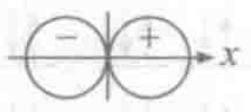 − + x